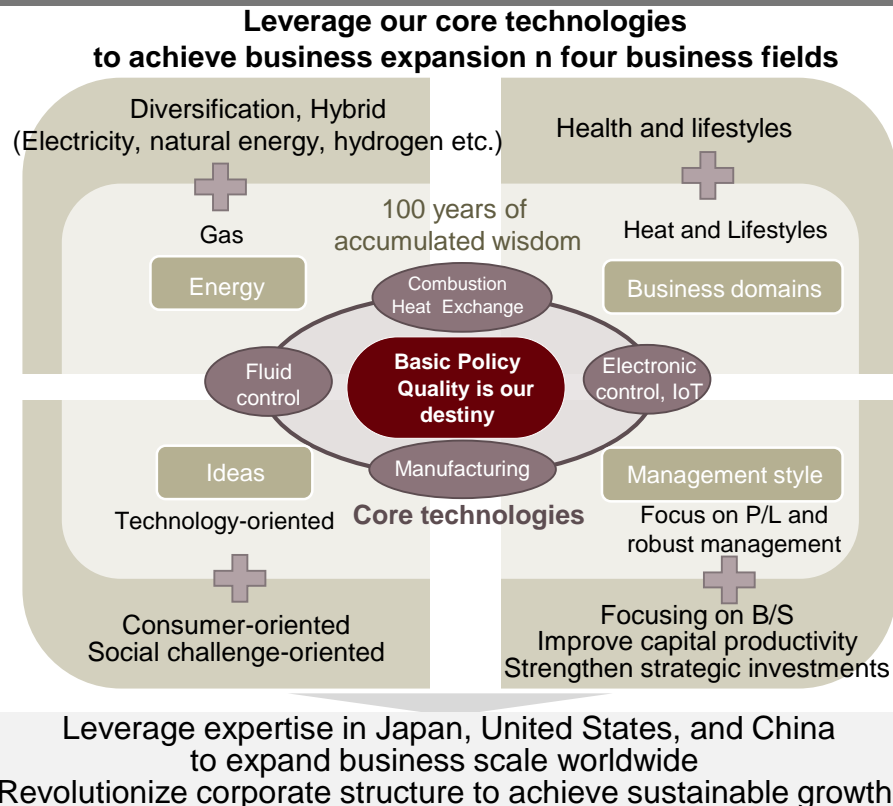 Leverage our core technologies
to achieve business expansion n four business fields
Diversification, Hybrid
(Electricity, natural energy, hydrogen etc.)
Gas
Energy
Health and lifestyles
Heat and Lifestyles
Business domains
100 years of
accumulated wisdom
Combustion
Heat Exchange
Fluid
control
Basic Policy
Quality is our
destiny
Electronic
control, IoT
Manufacturing
Core technologies
Ideas
Technology-oriented
Consumer-oriented
Social challenge-oriented
Management style
Focus on P/L and
robust management
Focusing on B/S
Improve capital productivity
Strengthen strategic investments
Leverage expertise in Japan, United States, and China
to expand business scale worldwide
Revolutionize corporate structure to achieve sustainable growth